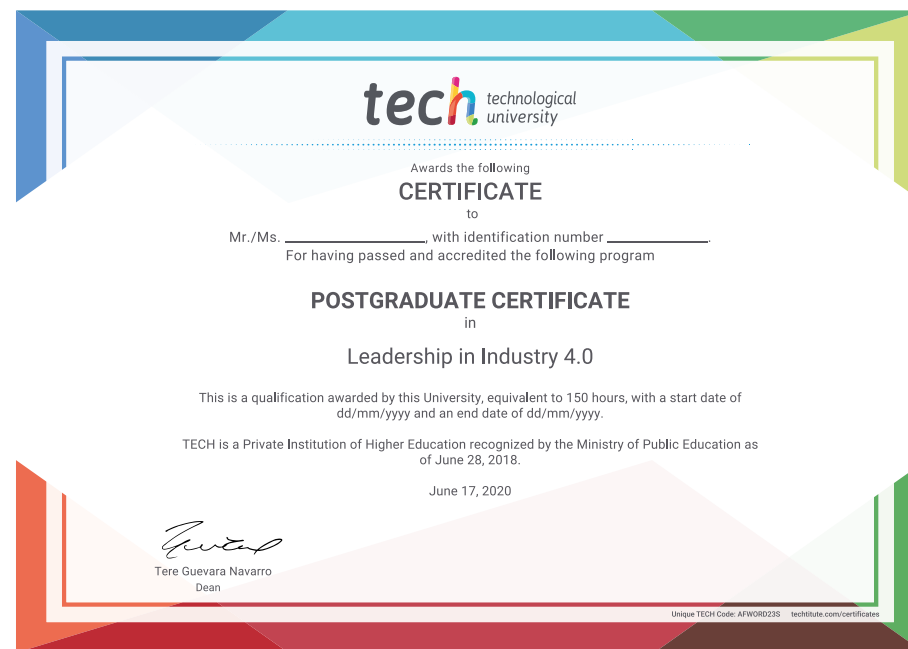 tech technological
university
Awards the following
CERTIFICATE
to
Mr./Ms. ____________________, with identification number ______________.
For having passed and accredited the following program
POSTGRADUATE CERTIFICATE
in
Leadership in Industry 4.0
This is a qualification awarded by this University, equivalent to 150 hours, with a start date of
dd/mm/yyyy and an end date of dd/mm/yyyy.
TECH is a Private Institution of Higher Education recognized by the Ministry of Public Education as
of June 28, 2018.
June 17, 2020
Tere Guevara Navarro
Dean
Unique TECH Code: AFWORD23S techtitute.com/certificates